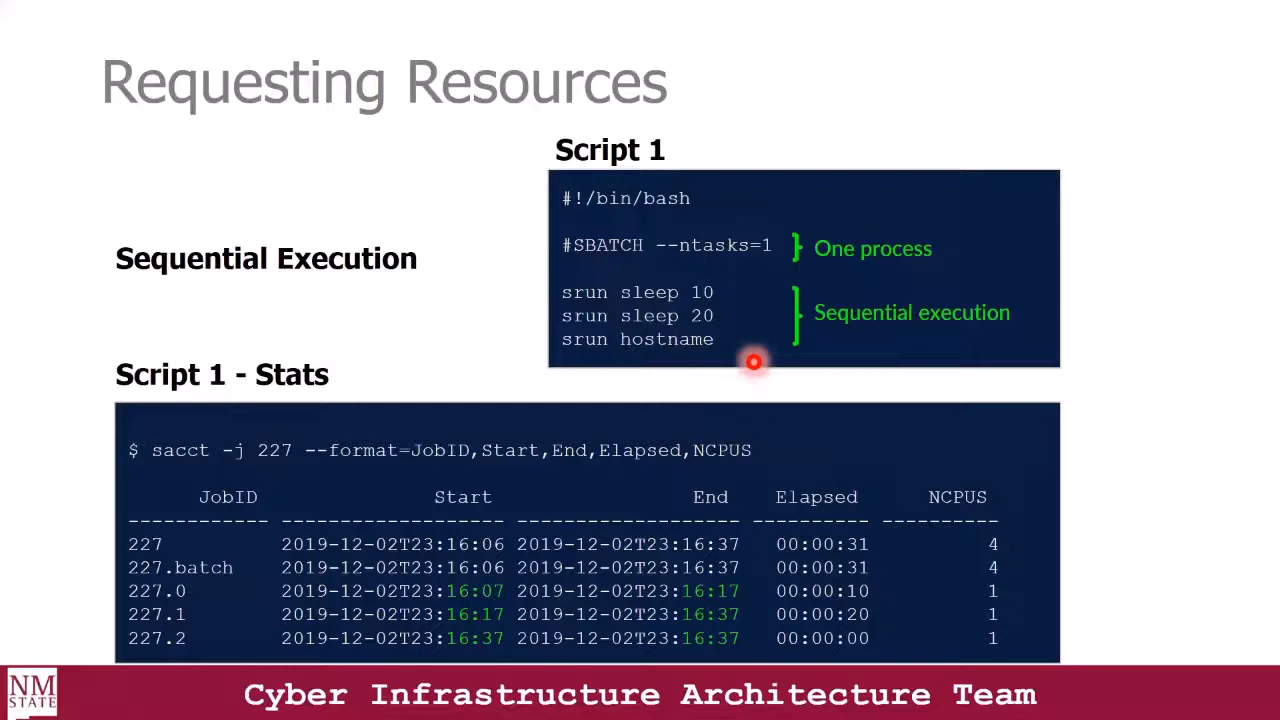 Requesting Resources
Script 1
#!/bin/bash
#SBATCH --ntasks=1
One process
Sequential Execution
srun sleep 10
srun sleep 20
srun hostname
Sequential execution
Script 1 - Stats
$ sacct -j 227 --format=JobID,Start,End,Elapsed,NCPUS
JobID Start End Elapsed NCPUS
------------ ------------------- ------------------- ---------- ----------
227 2019-12-02T23:16:06 2019-12-02T23:16:37 00:00:31 4
227.batch 2019-12-02T23:16:06 2019-12-02T23:16:37 00:00:31 4
227.0 2019-12-02T23:16:07 2019-12-02T23:16:17 00:00:10 1
227.1 2019-12-02T23:16:17 2019-12-02T23:16:37 00:00:20 1
227.2 2019-12-02T23:16:37 2019-12-02T23:16:37 00:00:00 1
NM
STATE
Cyber Infrastructure Architecture Team